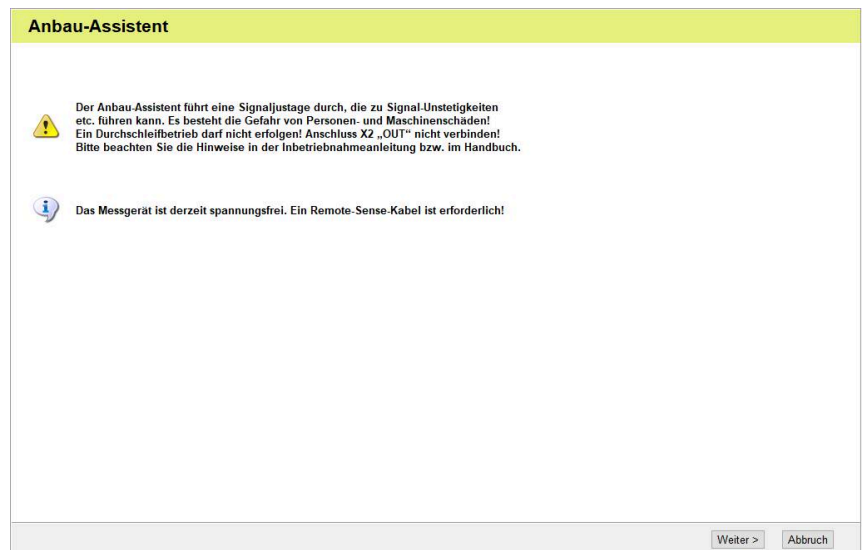 Anbau-Assistent
Der Anbau-Assistent führt eine Signaljustage durch, die zu Signal-Unstetigkeiten
etc. führen kann. Es besteht die Gefahr von Personen- und Maschinenschäden!
Ein Durchschleifbetrieb darf nicht erfolgen! Anschluss X2 „OUT“ nicht verbinden!
Bitte beachten Sie die Hinweise in der Inbetriebnahmeanleitung bzw. im Handbuch.
Das Messgerät ist derzeit spannungsfrei. Ein Remote-Sense-Kabel ist erforderlich!
Weiter > Abbruch